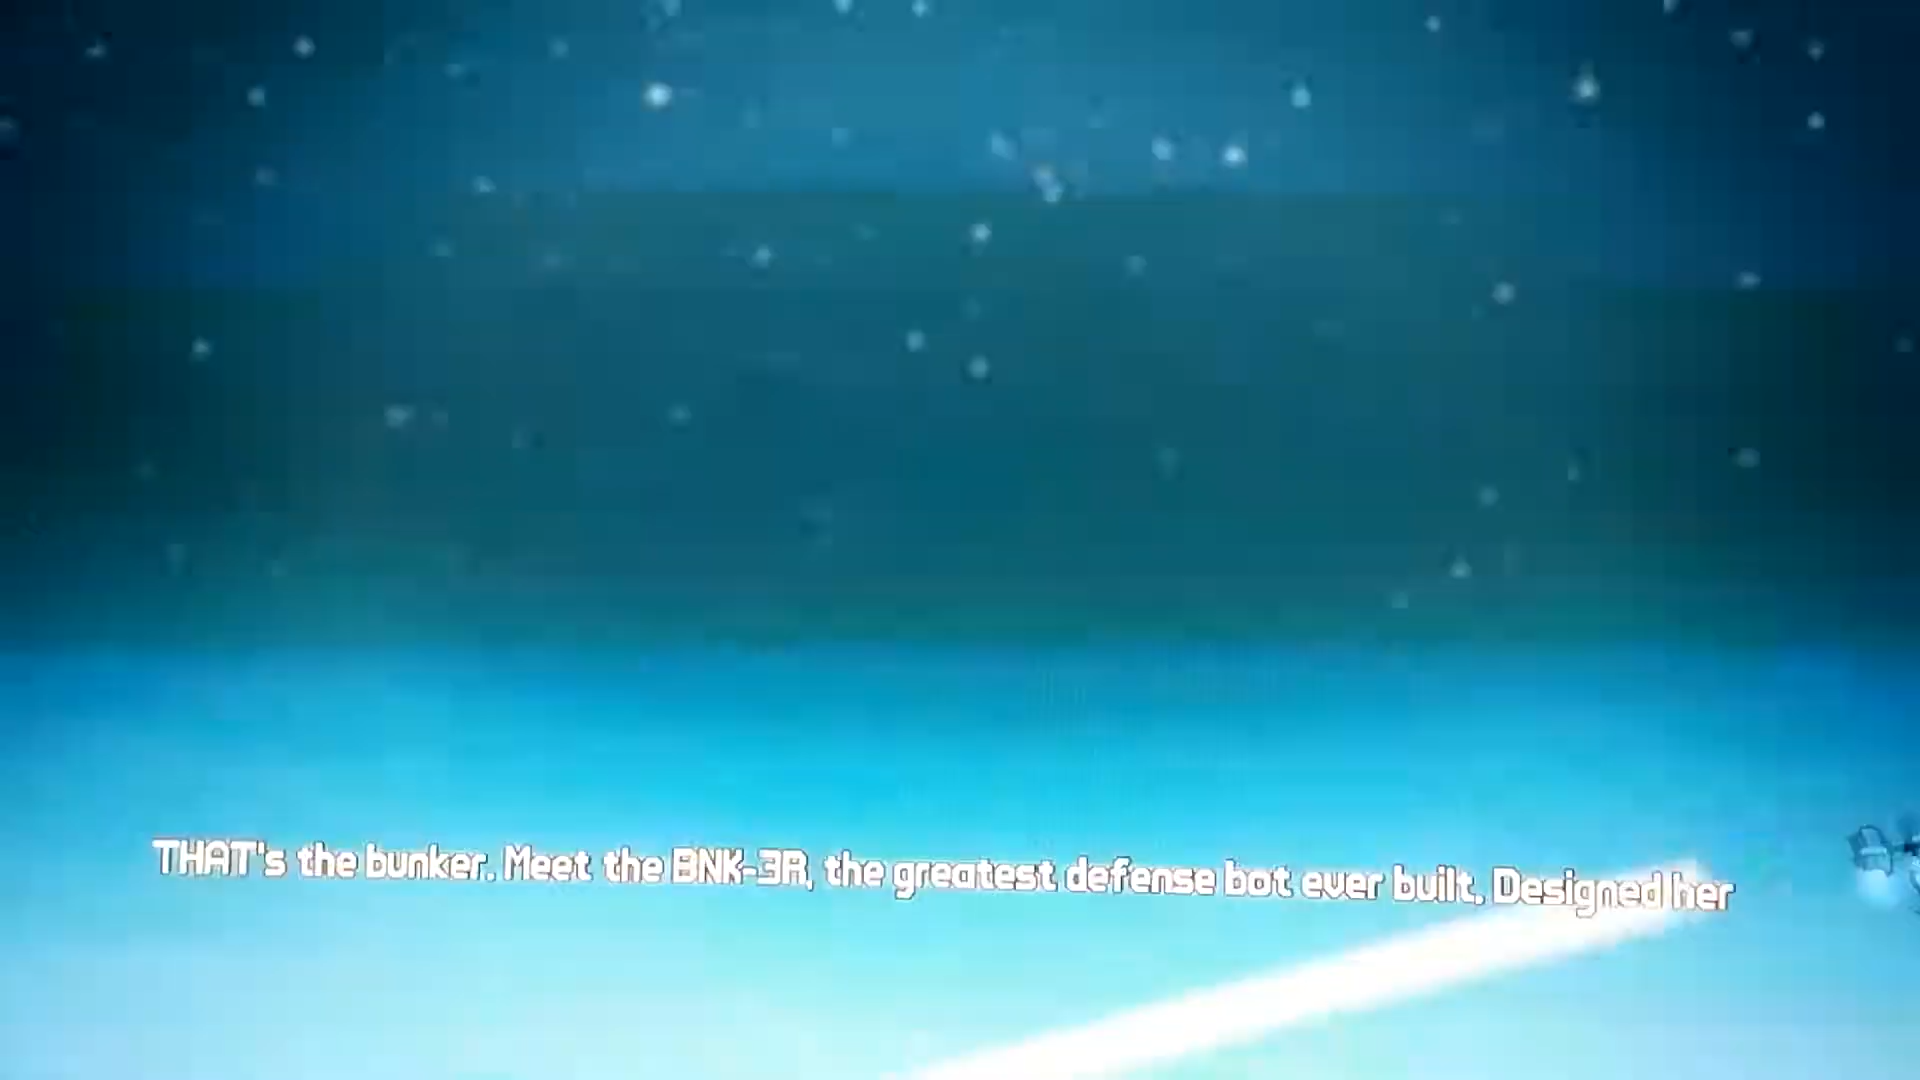 THAT's the bunker. Meet the BNK-3R, the greatest defense bot ever built. Designed her